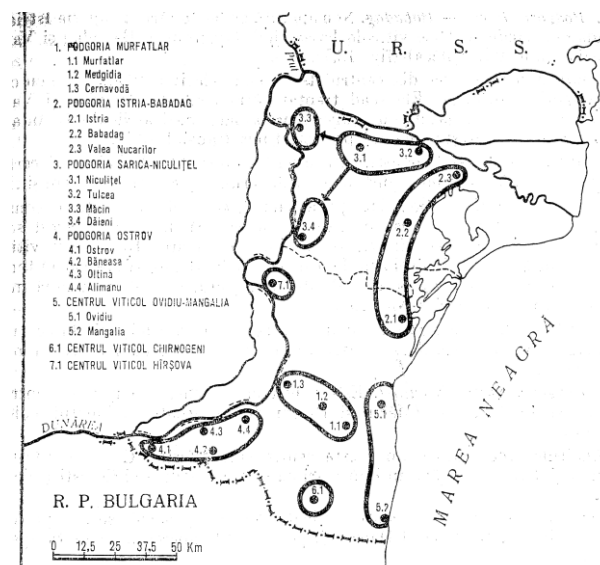 1. PODGORIA MURFATLAR
1.1 Murfatlar
1.2 Medgidia
1.3 Cernavodă
2. PODGORIA ISTRIA-BABADAG
2.1 Istria
2.2 Babadag
2.3 Valea Nucarilor
3. PODGORIA SARICA-NICULIȚEL
3.1 Niculițel
3.2 Tulcea
3.3 Măcin
3.4 Dăieni
4. PODGORIA OSTROV
4.1 Ostrov
4.2 Băneasa
4.3 Oltina
4.4 Alimanu
5. CENTRUL VITICOL OVIDIU-MANGALIA
5.1 Ovidiu
5.2 Mangalia
6.1 CENTRUL VITICOL CHIRNOGENI
7.1 CENTRUL VITICOL HÎRȘOVA
U. R. S. S.
Prut
3.3
3.1
3.2
2.3
3.4
2.2
7.1
2.1
1.3
1.2
1.1
5.1
DUNĂREA
4.4
4.3
4.1
4.2
6.1
5.2
MAREA NEAGRĂ
R. P. BULGARIA
0 12,5 25 37,5 50 Km